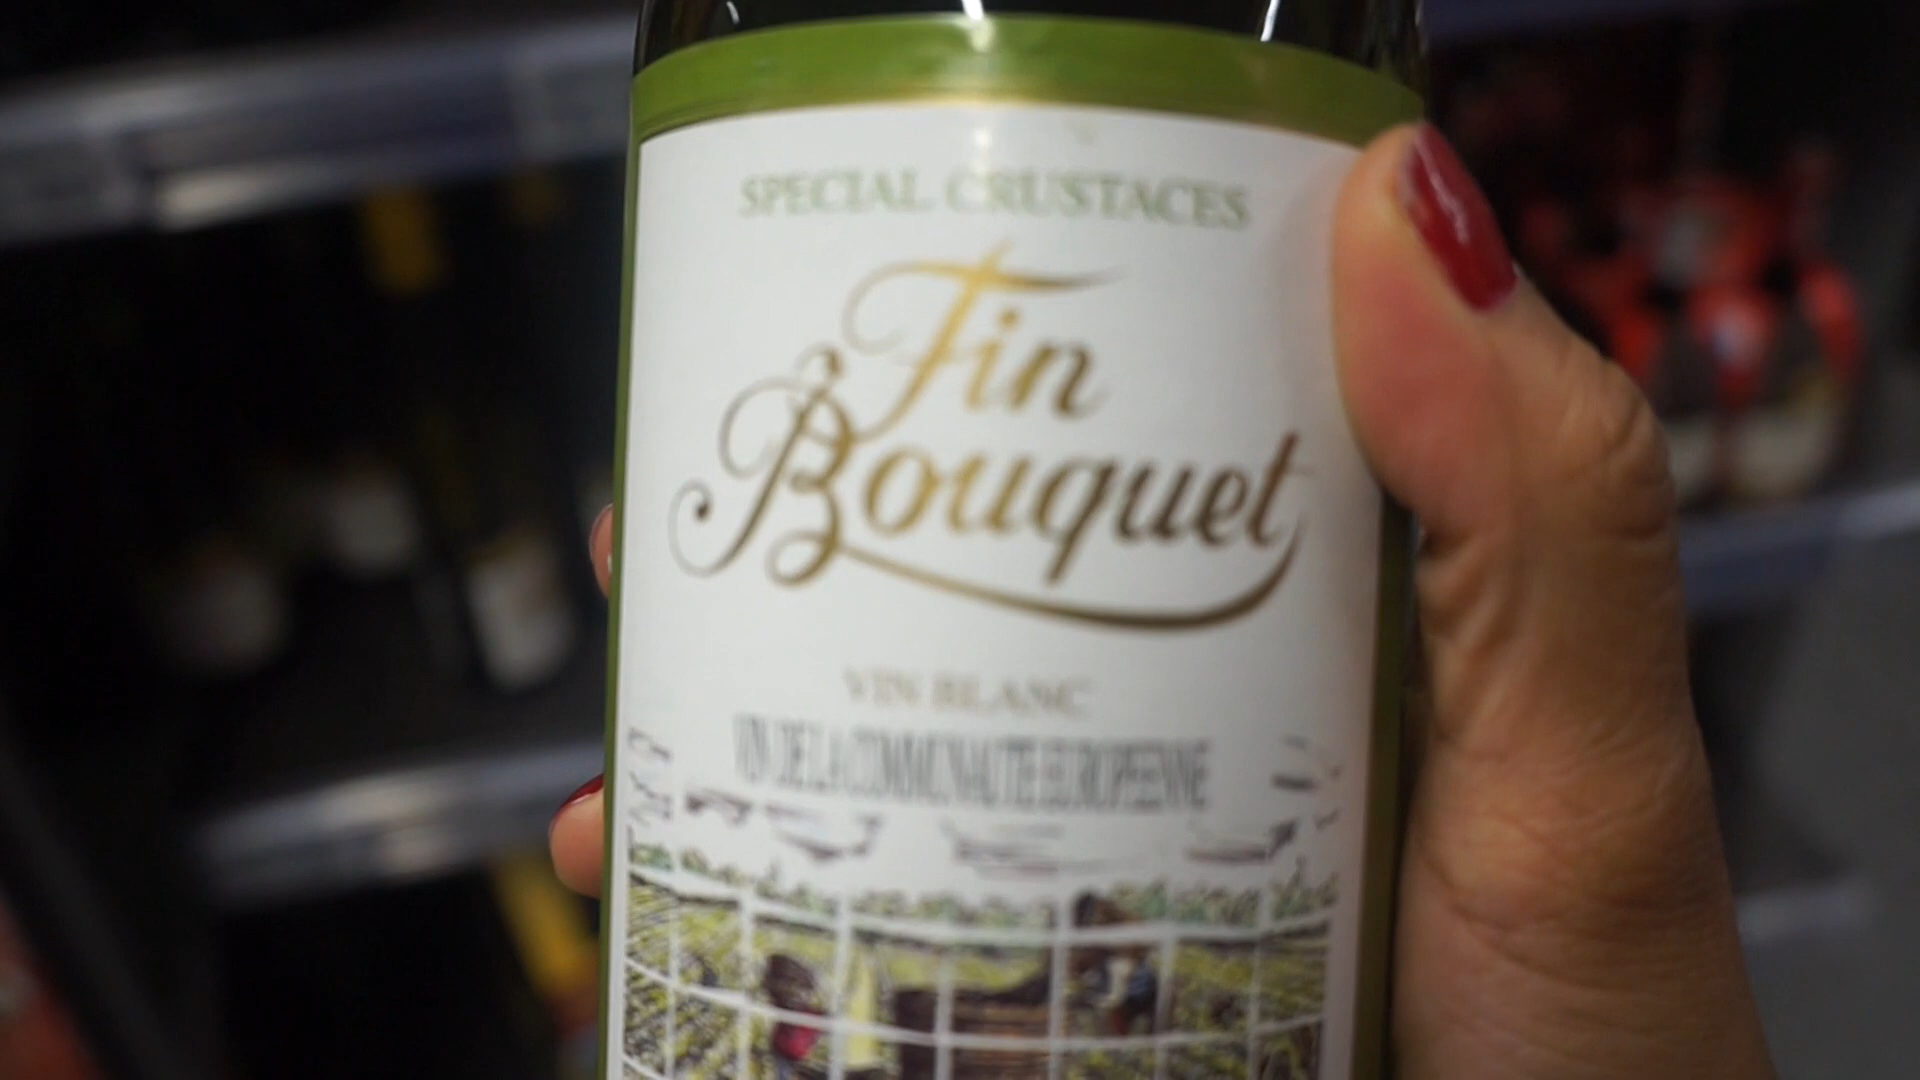 SPECIAL CRUSTACES
Fin
Bouquet
VIN BLANC
VIN DE LA COMMUNAUTE EUROPEENNE